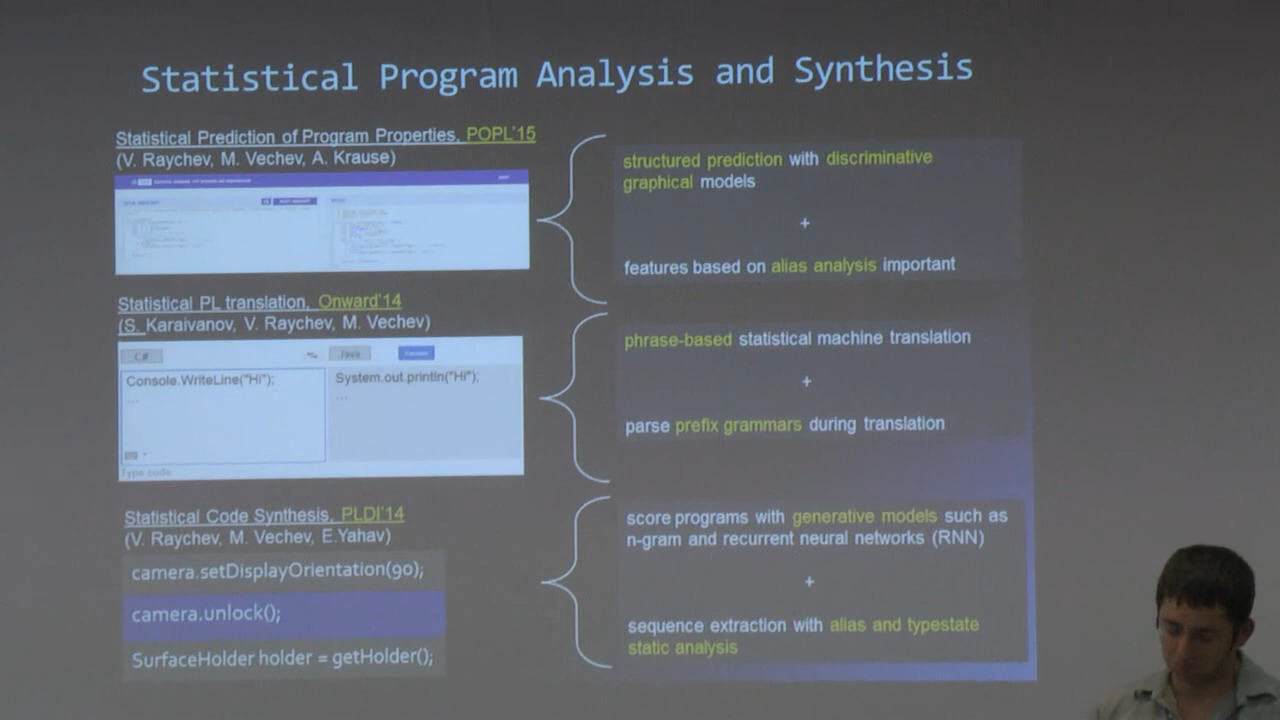 Statistical Program Analysis and Synthesis
Statistical Prediction of Program Properties, POPL'15
(V. Raychev, M. Vechev, A. Krause)
structured prediction with discriminative
graphical models
+
features based on alias analysis important
Statistical PL translation, Onward'14
(S. Karaivanov, V. Raychev, M. Vechev)
C#
Java
Console.WriteLine("Hi");
...
System.out.println("Hi");
...
Type code
phrase-based statistical machine translation
+
parse prefix grammars during translation
Statistical Code Synthesis, PLDI'14
(V. Raychev, M. Vechev, E.Yahav)
camera.setDisplayOrientation(90);
camera.unlock();
SurfaceHolder holder = getHolder();
score programs with generative models such as
n-gram and recurrent neural networks (RNN)
+
sequence extraction with alias and typestate
static analysis